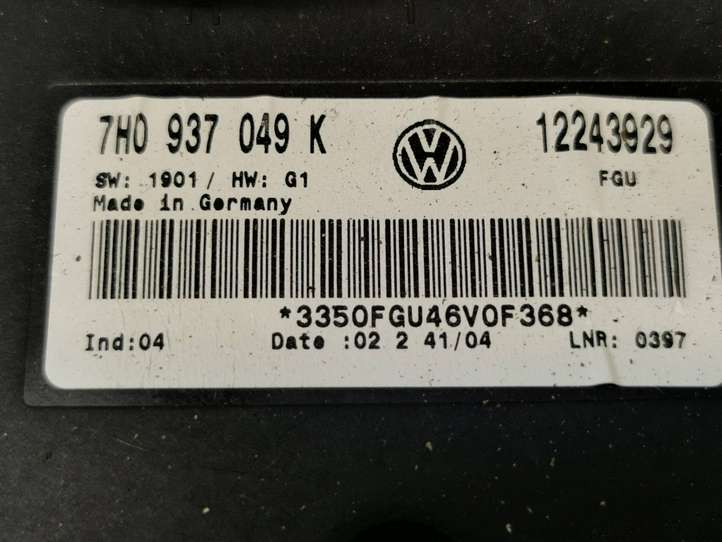 7H0 937 049 K 12243929
SW: 1901 / HW: G1 FGU
Made in Germany
*3350FGU46V0F368*
Ind:04 Date :02 2 41/04 LNR: 0397